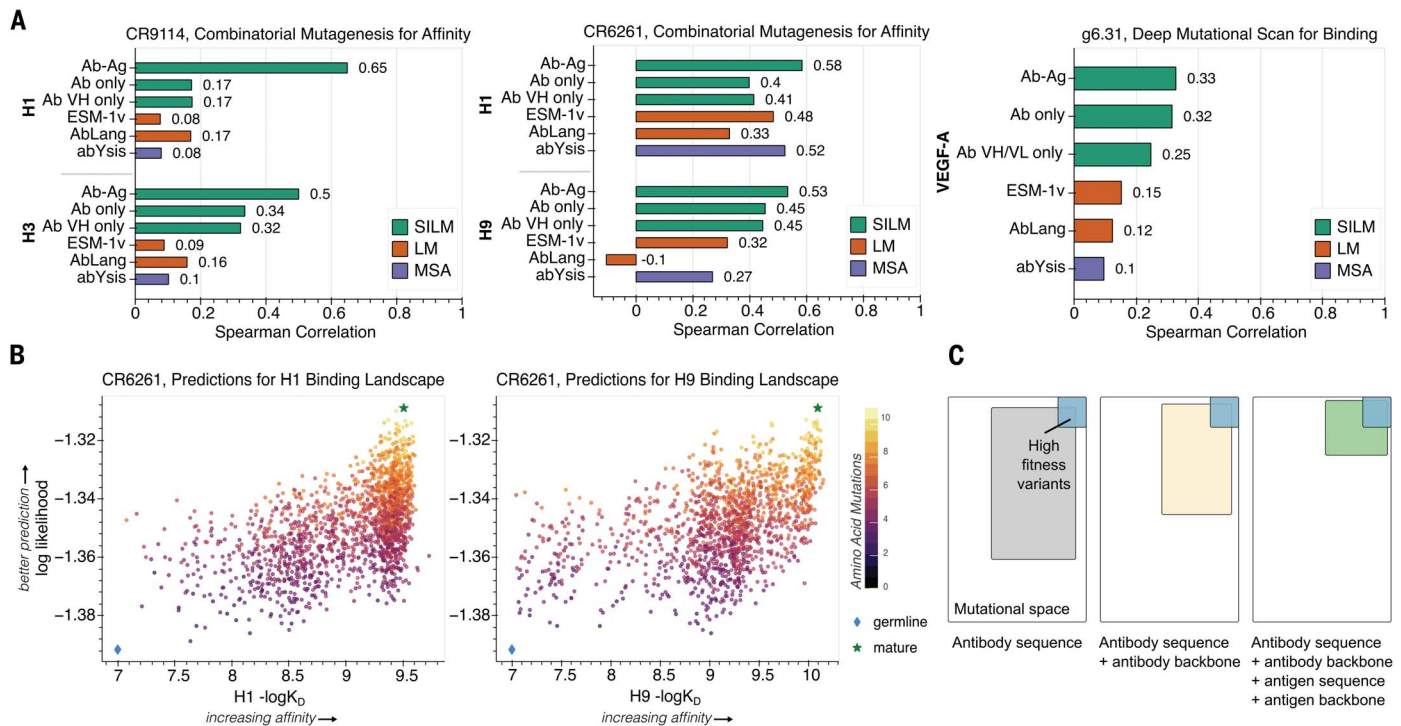 A
CR9114, Combinatorial Mutagenesis for Affinity
H1
Ab-Ag 0.65
Ab only 0.17
Ab VH only 0.17
ESM-1v 0.08
AbLang 0.17
abYsis 0.08
H3
Ab-Ag 0.5
Ab only 0.34
Ab VH only 0.32
ESM-1v 0.09
AbLang 0.16
abYsis 0.1
SILM
LM
MSA
0 0.2 0.4 0.6 0.8 1
Spearman Correlation
CR6261, Combinatorial Mutagenesis for Affinity
H1
Ab-Ag 0.58
Ab only 0.4
Ab VH only 0.41
ESM-1v 0.48
AbLang 0.33
abYsis 0.52
H9
Ab-Ag 0.53
Ab only 0.45
Ab VH only 0.45
ESM-1v 0.32
AbLang -0.1
abYsis 0.27
SILM
LM
MSA
0 0.2 0.4 0.6 0.8 1
Spearman Correlation
g6.31, Deep Mutational Scan for Binding
VEGF-A
Ab-Ag 0.33
Ab only 0.32
Ab VH/VL only 0.25
ESM-1v 0.15
AbLang 0.12
abYsis 0.1
SILM
LM
MSA
0 0.2 0.4 0.6 0.8 1
Spearman Correlation
B
CR6261, Predictions for H1 Binding Landscape
better prediction →
log likelihood
−1.32
−1.34
−1.36
−1.38
7 7.5 8 8.5 9 9.5
H1 -logK_D
increasing affinity →
CR6261, Predictions for H9 Binding Landscape
−1.32
−1.34
−1.36
−1.38
7 7.5 8 8.5 9 9.5 10
H9 -logK_D
increasing affinity →
Amino Acid Mutations
10
8
6
4
2
0
germline
mature
C
High
fitness
variants
Mutational space
Antibody sequence
Antibody sequence
+ antibody backbone
Antibody sequence
+ antibody backbone
+ antigen sequence
+ antigen backbone